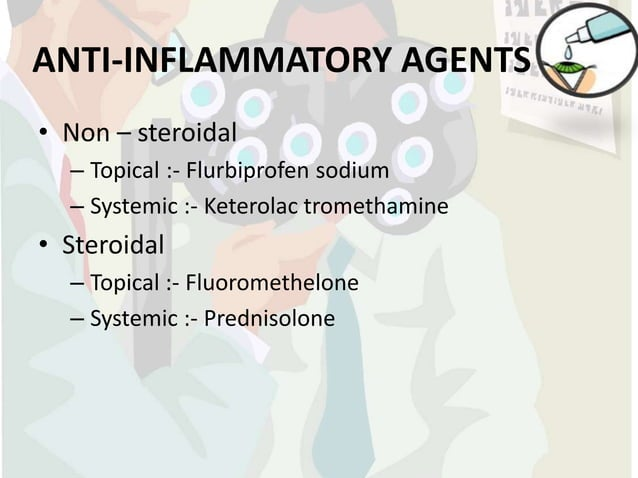 ANTI-INFLAMMATORY AGENTS
• Non – steroidal
– Topical :- Flurbiprofen sodium
– Systemic :- Keterolac tromethamine
• Steroidal
– Topical :- Fluoromethelone
– Systemic :- Prednisolone